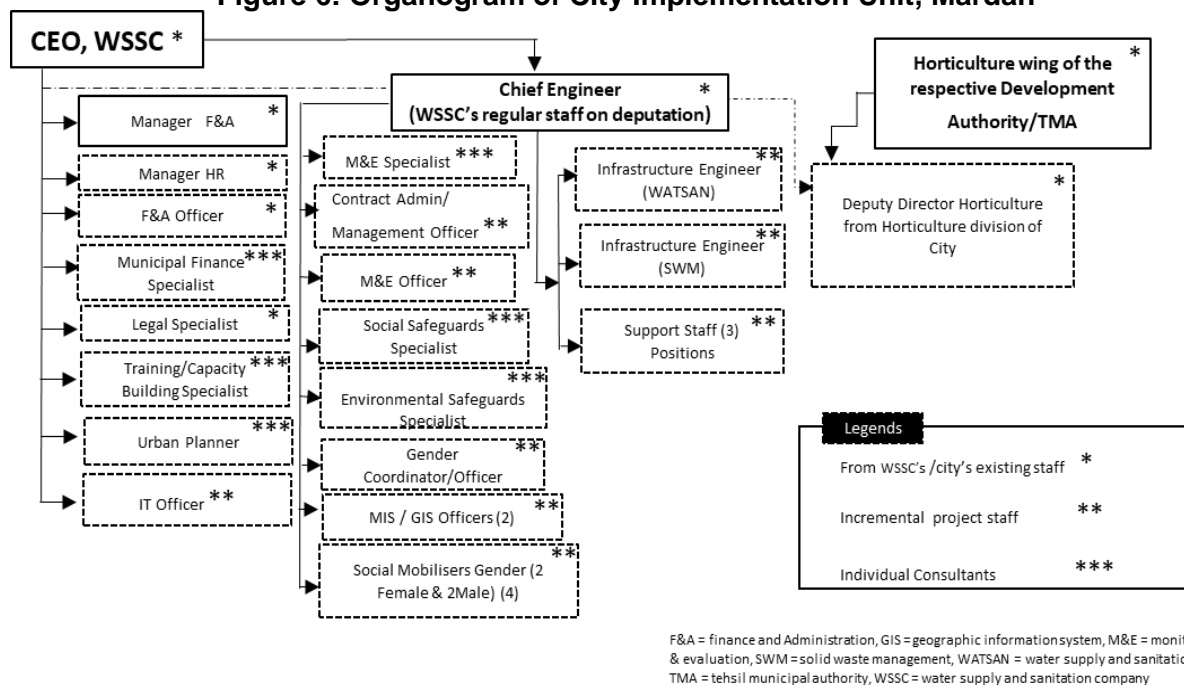 Figure 6: Organogram of City Implementation Unit, Mardan
CEO, WSSC *
Manager F&A *
Manager HR *
F&A Officer *
Municipal Finance ***
Specialist
Legal Specialist *
Training/Capacity ***
Building Specialist
Urban Planner ***
IT Officer **
Chief Engineer *
(WSSC's regular staff on deputation)
M&E Specialist ***
Contract Admin/
Management Officer **
M&E Officer **
Social Safeguards ***
Specialist
***
Environmental Safeguards
Specialist
Gender **
Coordinator/Officer
MIS / GIS Officers (2) **
Social Mobilisers Gender (2 **
Female & 2Male) (4)
Infrastructure Engineer **
(WATSAN)
Infrastructure Engineer **
(SWM)
Support Staff (3) **
Positions
Horticulture wing of the *
respective Development
Authority/TMA
*
Deputy Director Horticulture
from Horticulture division of
City
Legends
From WSSC's /city's existing staff *
Incremental project staff **
Individual Consultants ***
F&A = finance and Administration, GIS = geographic information system, M&E =
& evaluation, SWM = solid waste management, WATSAN = water supply and
TMA = tehsil municipal authority, WSSC = water supply and sanitation company